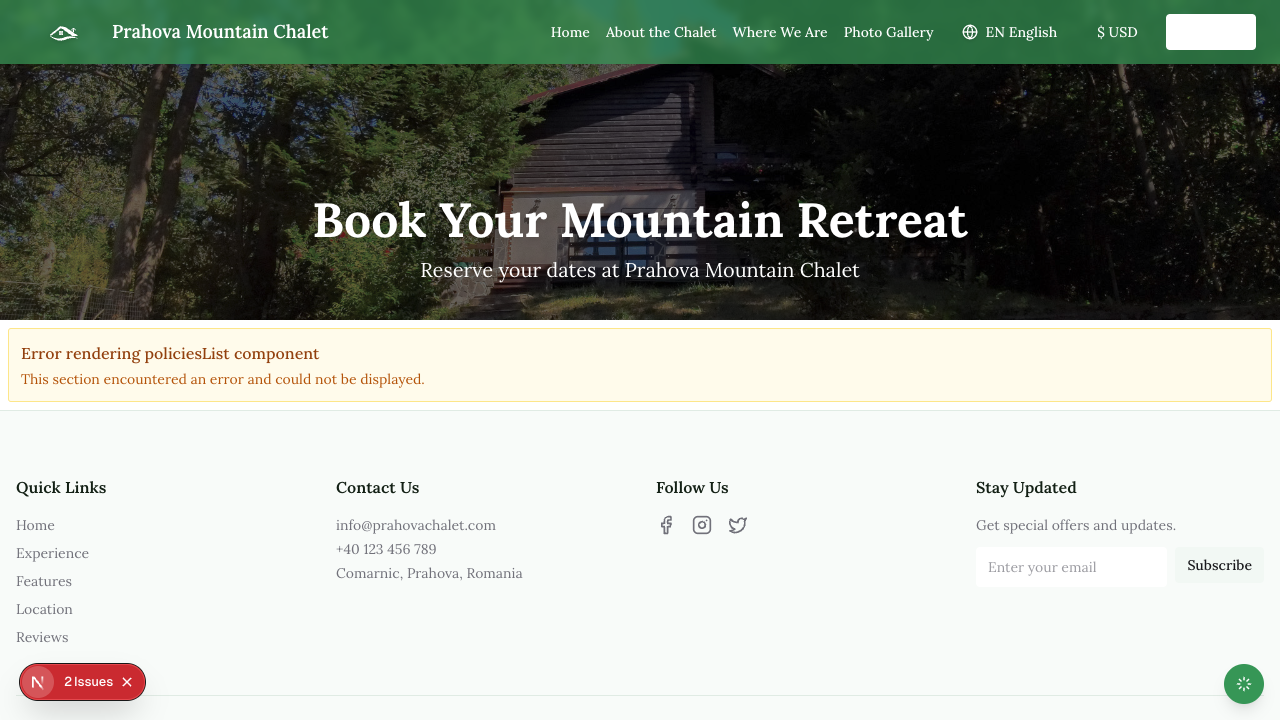 Prahova Mountain Chalet
Home
About the Chalet
Where We Are
Photo Gallery
EN English
$ USD
Book Your Mountain Retreat
Reserve your dates at Prahova Mountain Chalet
Error rendering policiesList component
This section encountered an error and could not be displayed.
Quick Links
Home
Experience
Features
Location
Reviews
Contact Us
info@prahovachalet.com
+40 123 456 789
Comarnic, Prahova, Romania
Follow Us
Stay Updated
Get special offers and updates.
Enter your email
Subscribe
N
2 Issues